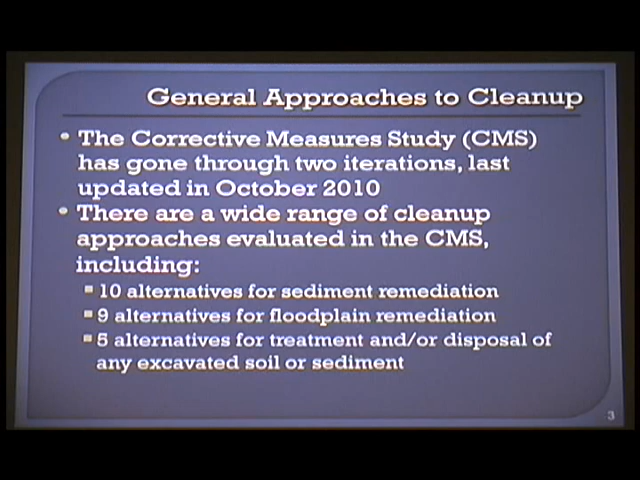 General Approaches to Cleanup
• The Corrective Measures Study (CMS)
has gone through two iterations, last
updated in October 2010
• There are a wide range of cleanup
approaches evaluated in the CMS,
including:
▪ 10 alternatives for sediment remediation
▪ 9 alternatives for floodplain remediation
▪ 5 alternatives for treatment and/or disposal of
any excavated soil or sediment
3